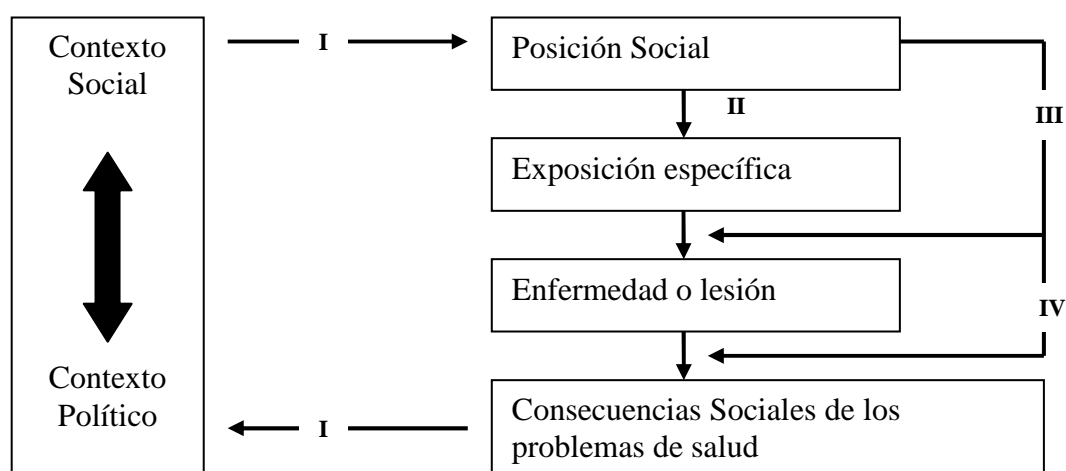 Contexto
Social
I
Posición Social
II
III
Exposición específica
Enfermedad o lesión
IV
Contexto
Político
I
Consecuencias Sociales de los
problemas de salud